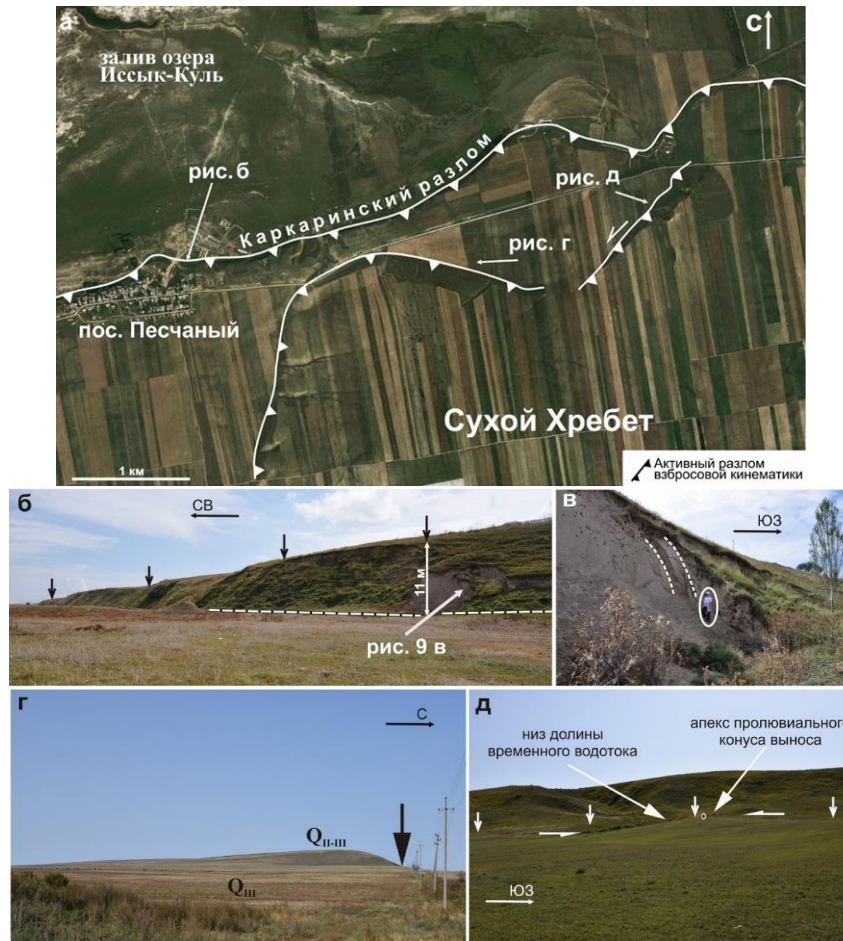 а
С
залив озера
Иссык-Куль
рис. б
Каркаринский разлом
рис. д
рис. г
пос. Песчаный
Сухой Хребет
1 км
Активный разлом
взбросовой кинематики
б
СВ
11 м
рис. 9 в
в
ЮЗ
г
С
QII-III
QIII
д
апекс пролювиального
конуса выноса
низ долины
временного водотока
ЮЗ